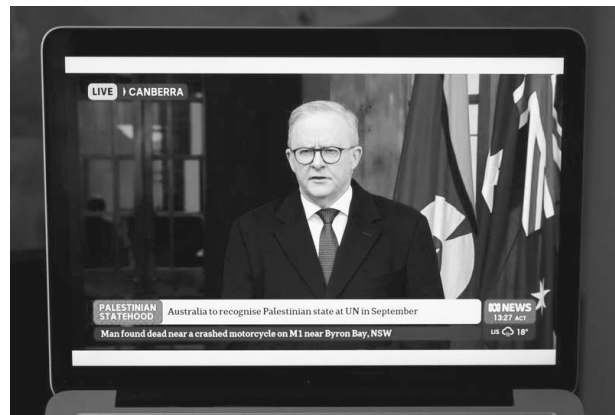 LIVE CANBERRA
PALESTINIAN STATEHOOD
Australia to recognise Palestinian state at UN in September
NEWS
13:27 ACT
Man found dead near a crashed motorcycle on M1 near Byron Bay, NSW
LIS 18°